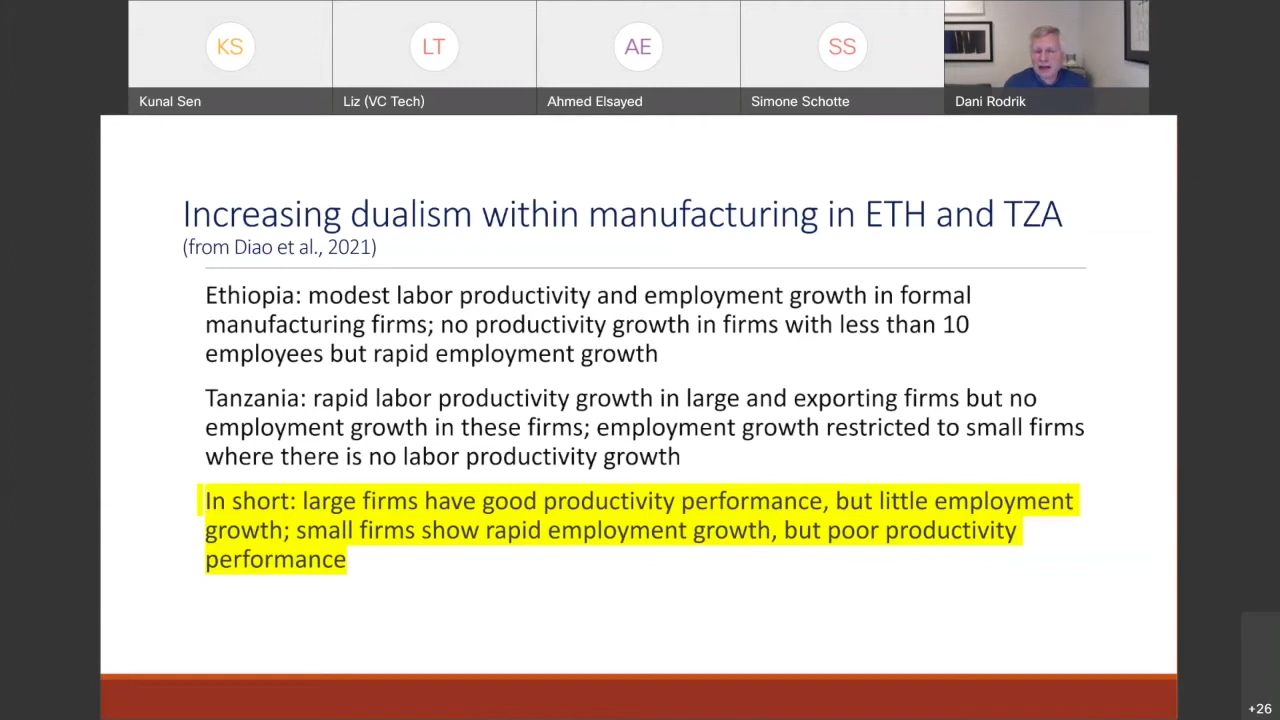 KS
LT
AE
SS
Kunal Sen
Liz (VC Tech)
Ahmed Elsayed
Simone Schotte
Dani Rodrik
Increasing dualism within manufacturing in ETH and TZA
(from Diao et al., 2021)
Ethiopia: modest labor productivity and employment growth in formal
manufacturing firms; no productivity growth in firms with less than 10
employees but rapid employment growth
Tanzania: rapid labor productivity growth in large and exporting firms but no
employment growth in these firms; employment growth restricted to small firms
where there is no labor productivity growth
In short: large firms have good productivity performance, but little employment
growth; small firms show rapid employment growth, but poor productivity
performance
+26